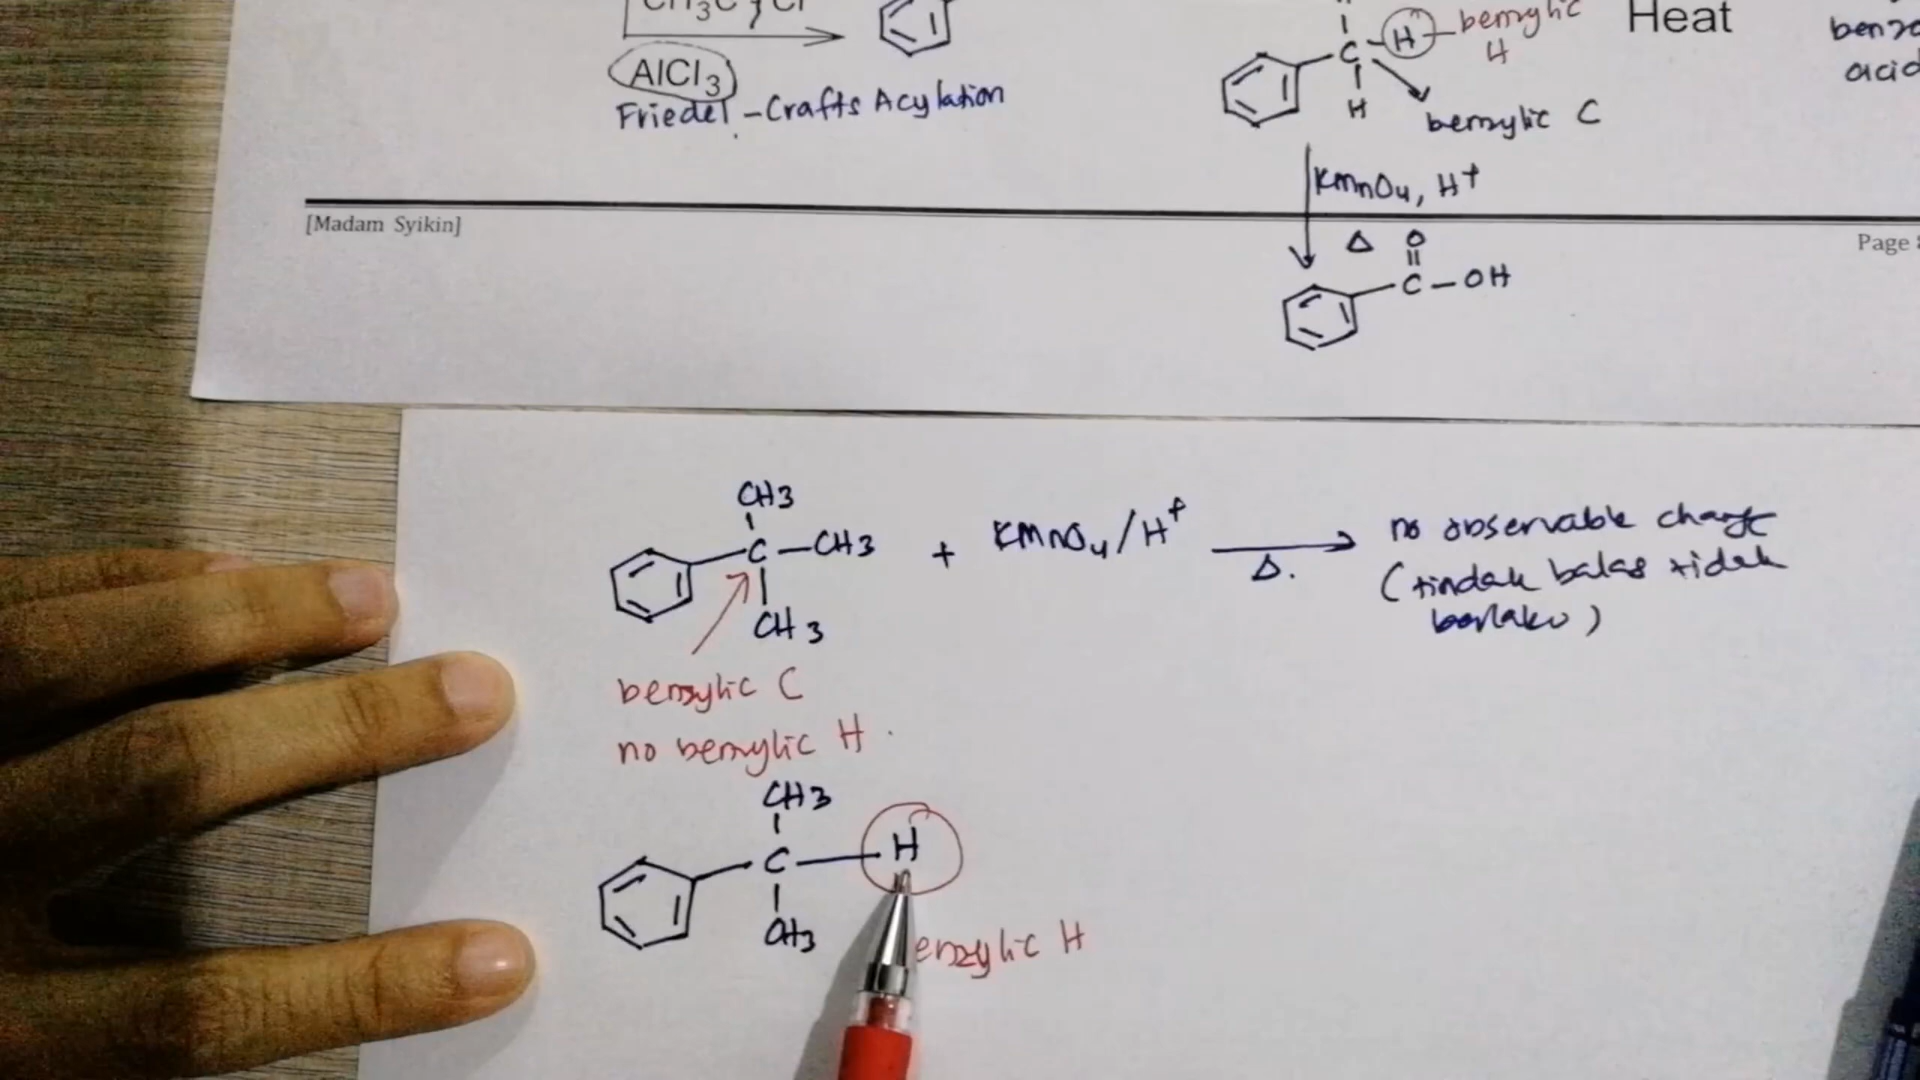 AlCl3
Friedel-Crafts Acylation
H
benzylic
H
C
H
benzylic C
Heat
KMnO4, H+
Δ
[Madam Syikin]
Page
O
C-OH
CH3
C-CH3
CH3
+ KMnO4/H+
Δ.
no observable change
(tindak balas tidak
berlaku)
benzylic C
no benzylic H.
CH3
C
H
CH3
enzylic H